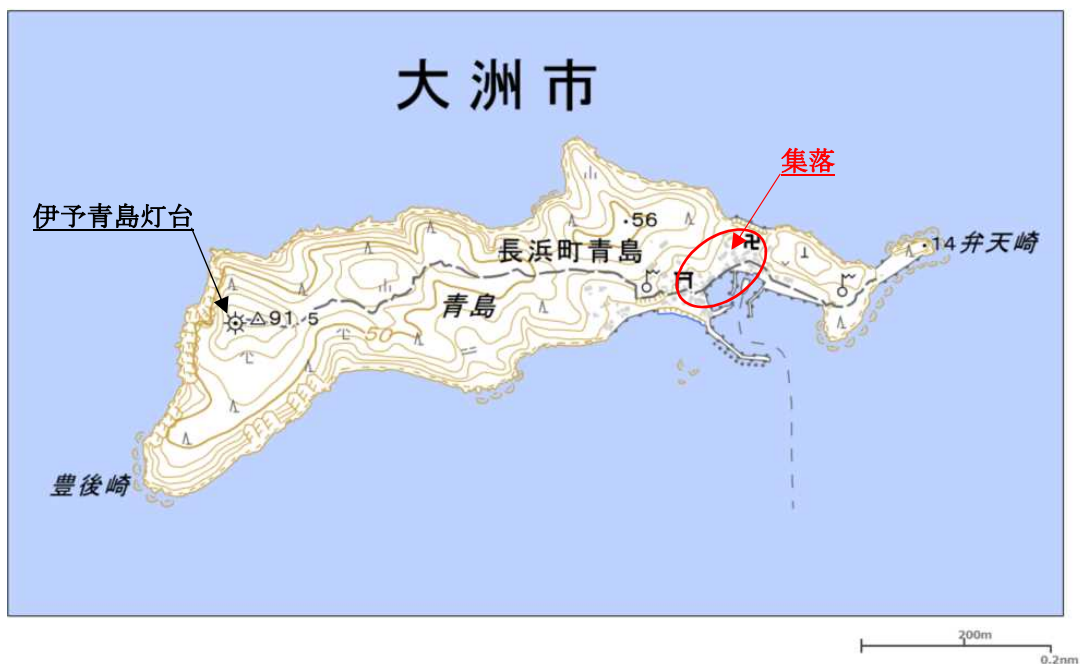 大洲市
集落
伊予青島灯台
・56
長浜町青島
・14
弁天崎
青島
△91.5
50
豊後崎
200m
0.2nm